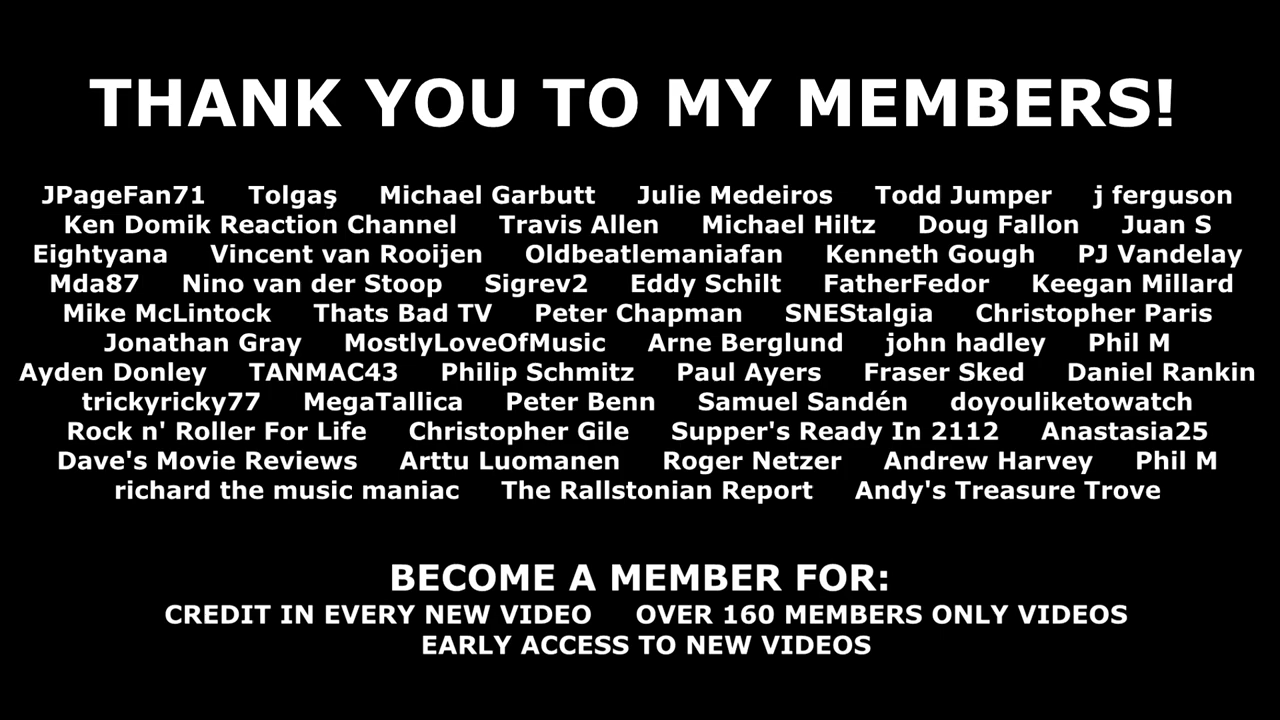 THANK YOU TO MY MEMBERS!
JPageFan71 Tolgaş Michael Garbutt Julie Medeiros Todd Jumper j ferguson
Ken Domik Reaction Channel Travis Allen Michael Hiltz Doug Fallon Juan S
Eightyana Vincent van Rooijen Oldbeatlemaniafan Kenneth Gough PJ Vandelay
Mda87 Nino van der Stoop Sigrev2 Eddy Schilt FatherFedor Keegan Millard
Mike McLintock Thats Bad TV Peter Chapman SNEStalgia Christopher Paris
Jonathan Gray MostlyLoveOfMusic Arne Berglund john hadley Phil M
Ayden Donley TANMAC43 Philip Schmitz Paul Ayers Fraser Sked Daniel Rankin
trickyricky77 MegaTallica Peter Benn Samuel Sandén doyouliketowatch
Rock n' Roller For Life Christopher Gile Supper's Ready In 2112 Anastasia25
Dave's Movie Reviews Arttu Luomanen Roger Netzer Andrew Harvey Phil M
richard the music maniac The Rallstonian Report Andy's Treasure Trove
BECOME A MEMBER FOR:
CREDIT IN EVERY NEW VIDEO OVER 160 MEMBERS ONLY VIDEOS
EARLY ACCESS TO NEW VIDEOS